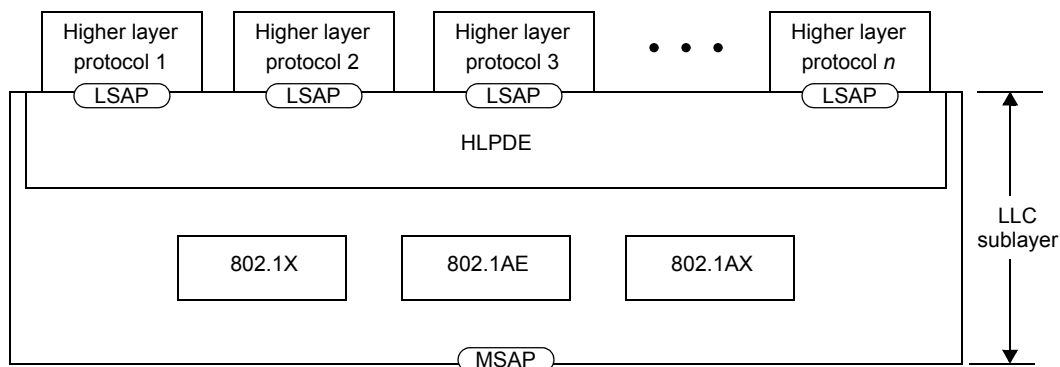 Higher layer
protocol 1
Higher layer
protocol 2
Higher layer
protocol 3
• • •
Higher layer
protocol n
LSAP
LSAP
LSAP
LSAP
HLPDE
LLC
sublayer
802.1X
802.1AE
802.1AX
MSAP